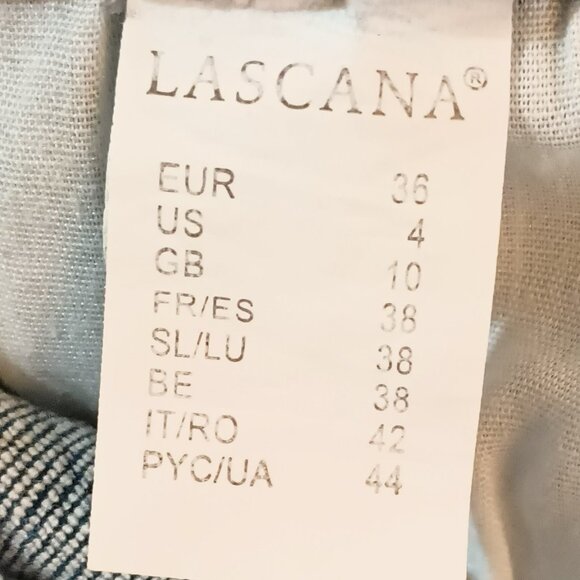 LASCANA®
EUR 36
US 4
GB 10
FR/ES 38
SL/LU 38
BE 38
IT/RO 42
PYC/UA 44